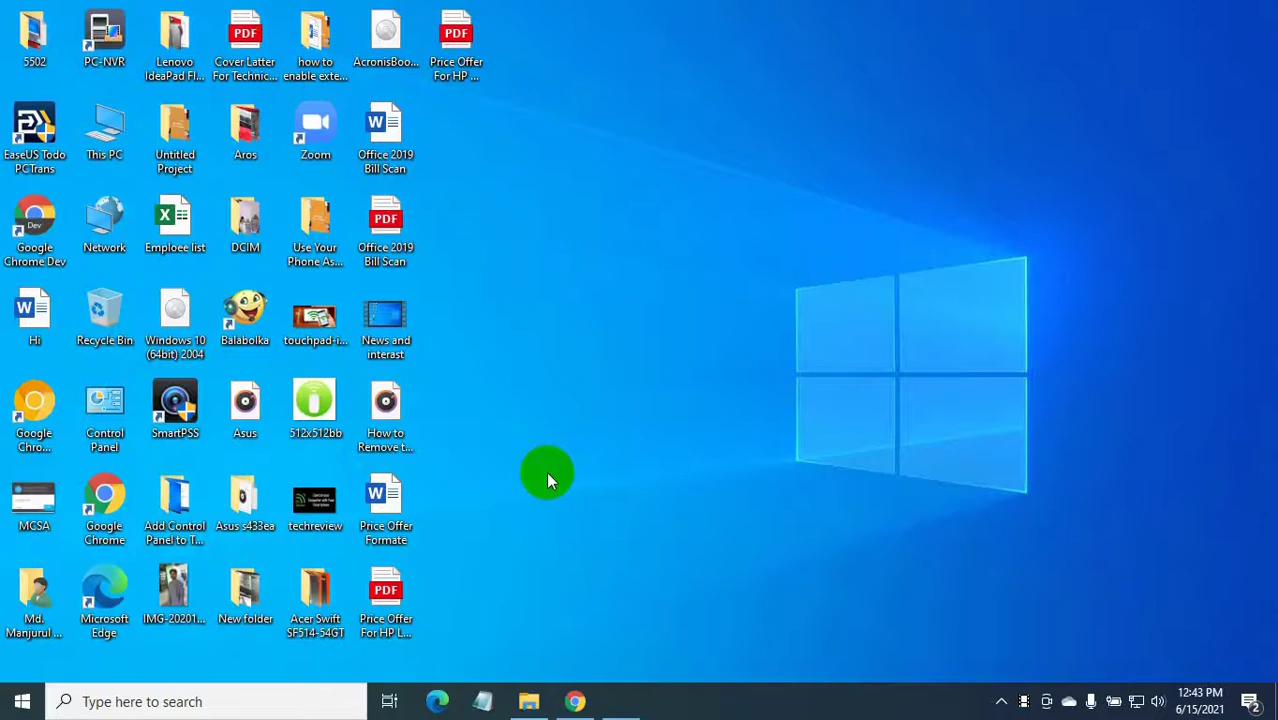 5502
PC-NVR
Lenovo
IdeaPad Fl...
PDF
Cover Latter
For Technic...
how to
enable exte...
AcronisBoo...
PDF
Price Offer
For HP ...
EaseUS Todo
PCTrans
This PC
Untitled
Project
Aros
Zoom
W
Office 2019
Bill Scan
Dev
Google
Chrome Dev
Network
X
Emploee list
DCIM
Use Your
Phone As...
PDF
Office 2019
Bill Scan
W
Hi
Recycle Bin
Windows 10
(64bit) 2004
Balabolka
touchpad-i...
News and
interast
Google
Chro...
Control
Panel
SmartPSS
Asus
512x512bb
How to
Remove t...
MCSA
Google
Chrome
Add Control
Panel to T...
Asus s433ea
techreview
W
Price Offer
Formate
Md.
Manjurul ...
Microsoft
Edge
IMG-20201...
New folder
Acer Swift
SF514-54GT
PDF
Price Offer
For HP L...
Type here to search
12:43 PM
6/15/2021
2